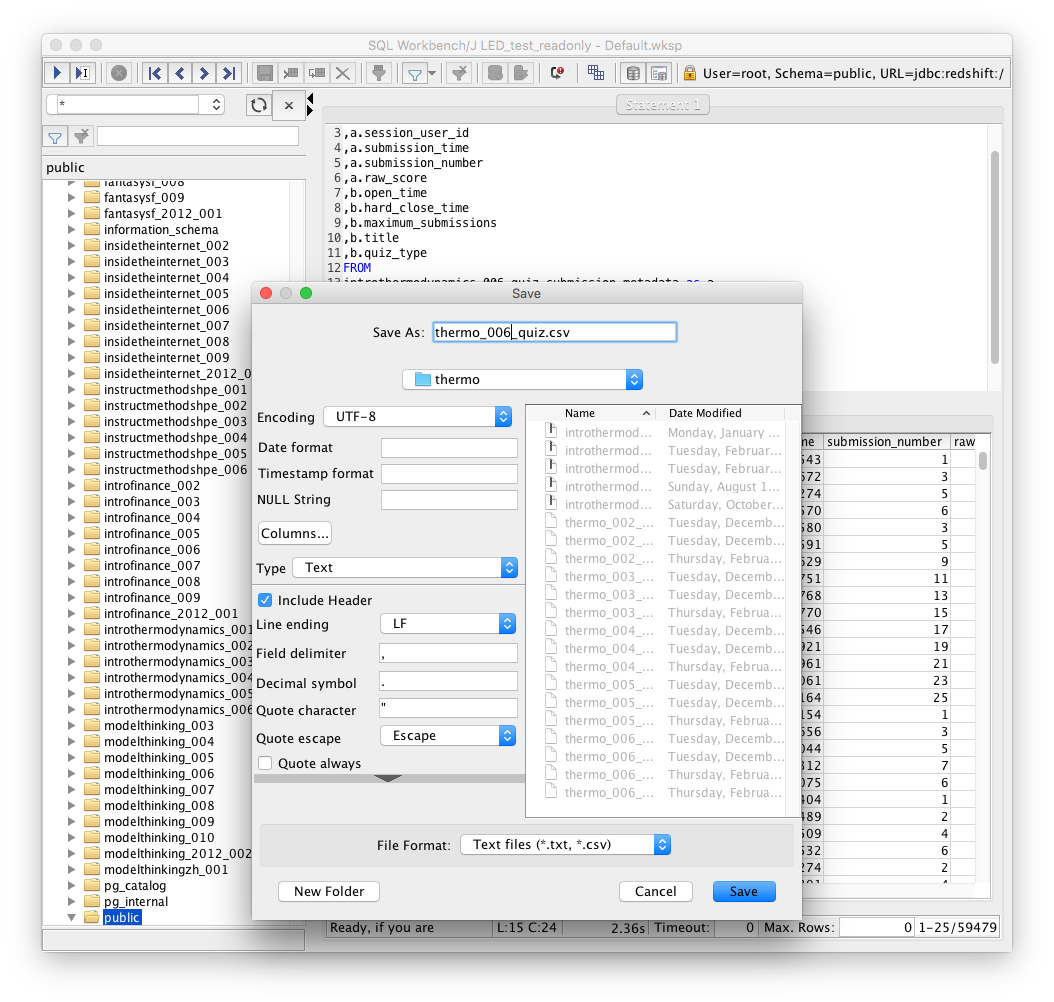 SQL Workbench/J LED_test_readonly - Default.wksp
User=root, Schema=public, URL=jdbc:redshift:/
*
Statement 1
public
fantasysf_008
fantasysf_009
fantasysf_2012_001
information_schema
insidetheinternet_002
insidetheinternet_003
insidetheinternet_004
insidetheinternet_005
insidetheinternet_006
insidetheinternet_007
insidetheinternet_008
insidetheinternet_009
insidetheinternet_2012_0
instructmethodshpe_001
instructmethodshpe_002
instructmethodshpe_003
instructmethodshpe_004
instructmethodshpe_005
instructmethodshpe_006
introfinance_002
introfinance_003
introfinance_004
introfinance_005
introfinance_006
introfinance_007
introfinance_008
introfinance_009
introfinance_2012_001
introthermodynamics_001
introthermodynamics_002
introthermodynamics_003
introthermodynamics_004
introthermodynamics_005
introthermodynamics_006
modelthinking_003
modelthinking_004
modelthinking_005
modelthinking_006
modelthinking_007
modelthinking_008
modelthinking_009
modelthinking_010
modelthinking_2012_002
modelthinkingzh_001
pg_catalog
pg_internal
public
3 ,a.session_user_id
4 ,a.submission_time
5 ,a.submission_number
6 ,a.raw_score
7 ,b.open_time
8 ,b.hard_close_time
9 ,b.maximum_submissions
10 ,b.title
11 ,b.quiz_type
12 FROM
introthermodynamics_006.quiz_submission_metadata as a
Save
Save As: thermo_006_quiz.csv
thermo
Encoding UTF-8
Date format
Timestamp format
NULL String
Columns...
Type Text
Include Header
Line ending LF
Field delimiter ,
Decimal symbol .
Quote character "
Quote escape Escape
Quote always
Name Date Modified
introthermod... Monday, January ...
introthermod... Tuesday, Februar...
introthermod... Tuesday, Februar...
introthermod... Sunday, August 1...
introthermod... Saturday, October...
thermo_002_... Tuesday, Decemb...
thermo_002_... Tuesday, Decemb...
thermo_002_... Thursday, Februa...
thermo_003_... Tuesday, Decemb...
thermo_003_... Tuesday, Decemb...
thermo_003_... Thursday, Februa...
thermo_004_... Tuesday, Decemb...
thermo_004_... Tuesday, Decemb...
thermo_004_... Thursday, Februa...
thermo_005_... Tuesday, Decemb...
thermo_005_... Tuesday, Decemb...
thermo_005_... Thursday, Februa...
thermo_006_... Tuesday, Decemb...
thermo_006_... Tuesday, Decemb...
thermo_006_... Thursday, Februa...
thermo_006_... Thursday, Februa...
File Format: Text files (*.txt, *.csv)
New Folder Cancel Save
me submission_number raw
543 1
572 3
274 5
570 6
580 3
591 5
529 9
751 11
768 13
770 15
546 17
921 19
961 21
061 23
164 25
154 1
556 3
044 5
312 7
075 6
404 1
489 2
509 4
532 6
274 2
Ready, if you are L:15 C:24 2.36s Timeout: 0 Max. Rows: 0 1-25/59479